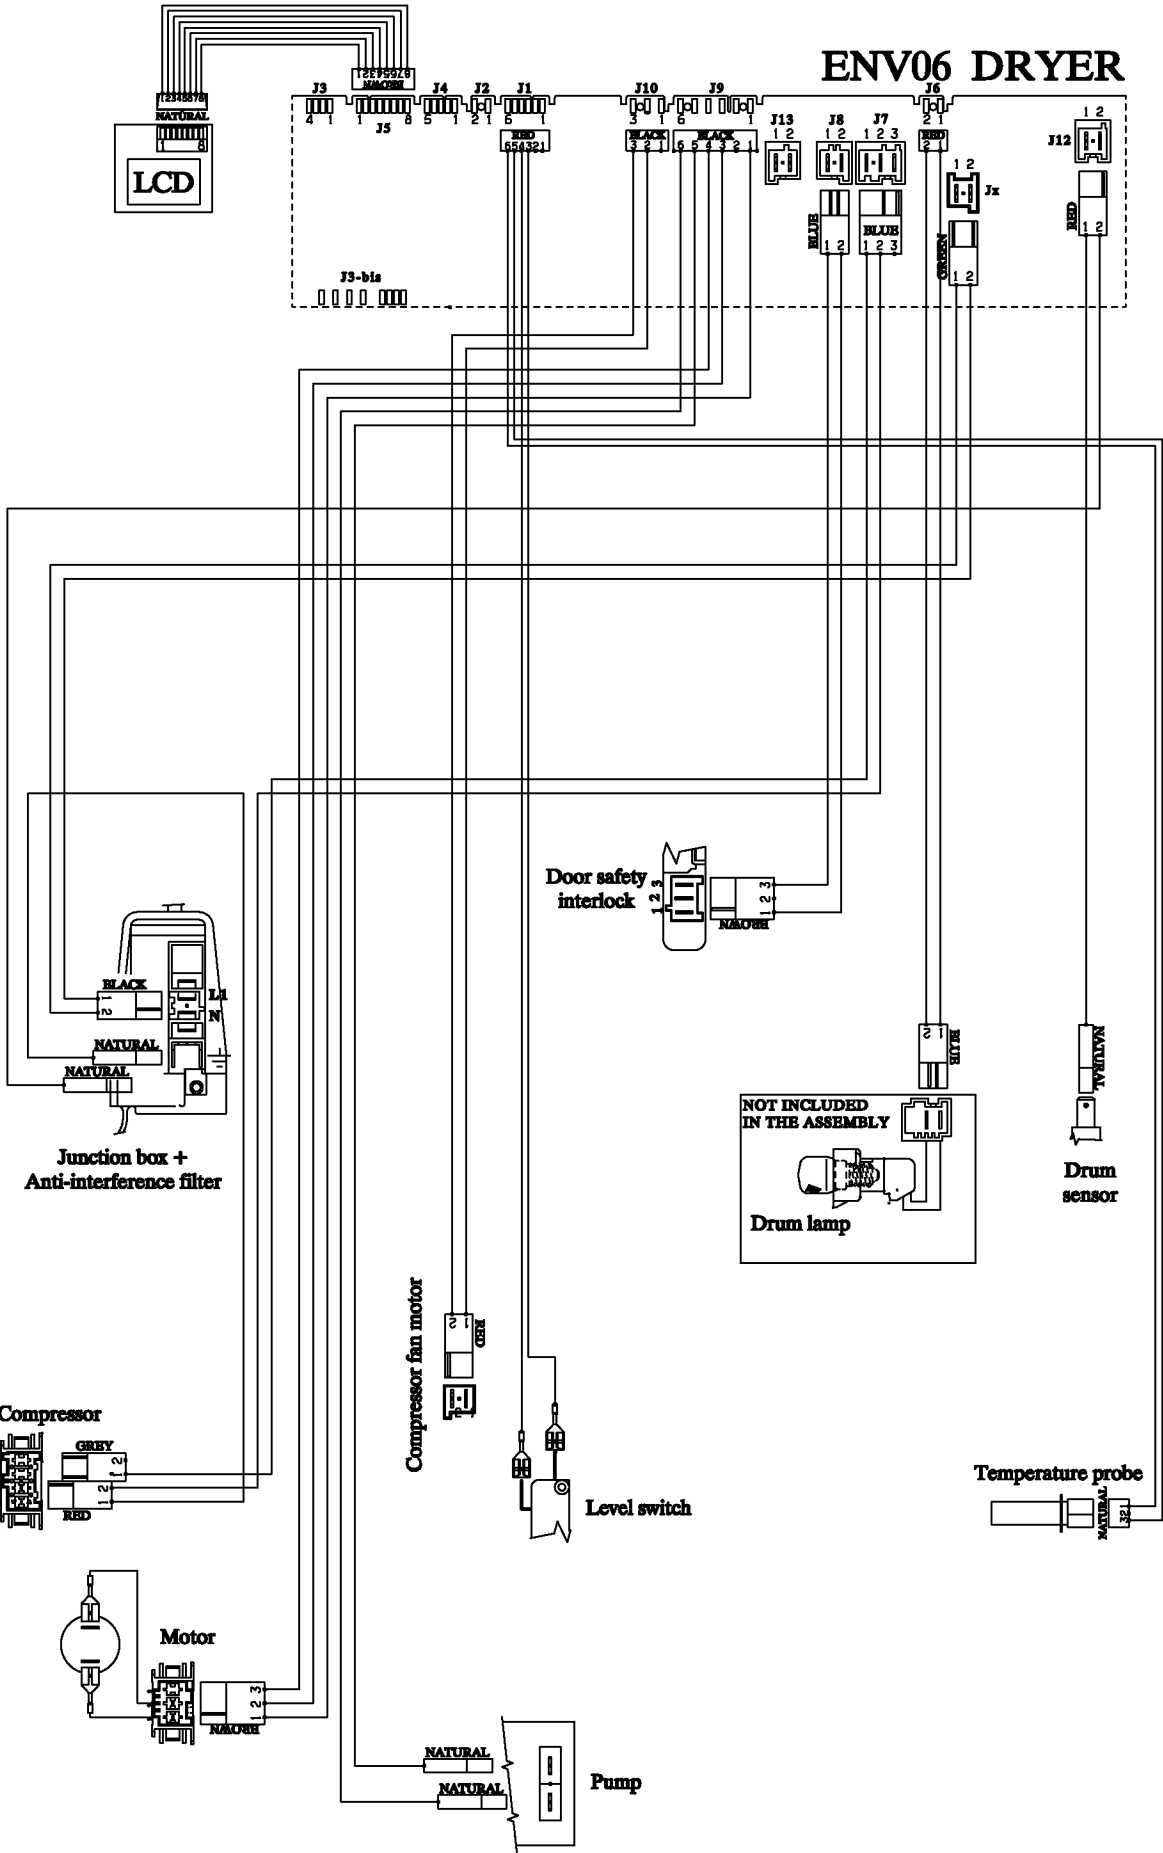 ENV06 DRYER
12345678
87654321
BROWN
NATURAL
1 8
LCD
J3 J5 J4 J2 J1 J10 J9 J6
4 1 1 8 5 1 2 1 6 1 3 1 6 1 2 1
RED
654321
BLACK
3 2 1
BLACK
6 5 4 3 2 1
RED
2 1
J13
1 2
J8
1 2
J7
1 2 3
J12
1 2
1 2
Jx
BLUE
1 2
BLUE
1 2 3
GREEN
1 2
RED
1 2
J3-bis
Door safety
interlock
1 2 3
3
2
1
BROWN
BLACK
1
2
L1
N
NATURAL
NATURAL
Junction box +
Anti-interference filter
2 1
BLUE
NATURAL
NOT INCLUDED
IN THE ASSEMBLY
Drum lamp
Drum
sensor
Compressor fan motor
2 1
RED
2 1
Compressor
GREY
2
1
2
1
RED
Level switch
Temperature probe
NATURAL
321
Motor
3
2
1
BROWN
NATURAL
NATURAL
Pump